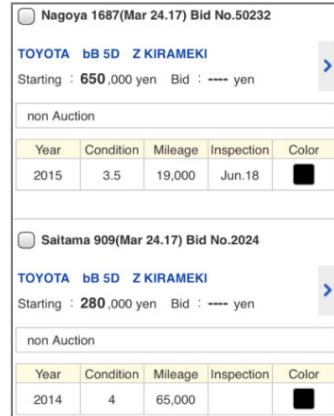 Nagoya 1687(Mar 24.17) Bid No.50232
TOYOTA bB 5D Z KIRAMEKI
Starting : 650,000 yen Bid : ---- yen
non Auction
Year Condition Mileage Inspection Color
2015 3.5 19,000 Jun.18
Saitama 909(Mar 24.17) Bid No.2024
TOYOTA bB 5D Z KIRAMEKI
Starting : 280,000 yen Bid : ---- yen
non Auction
Year Condition Mileage Inspection Color
2014 4 65,000